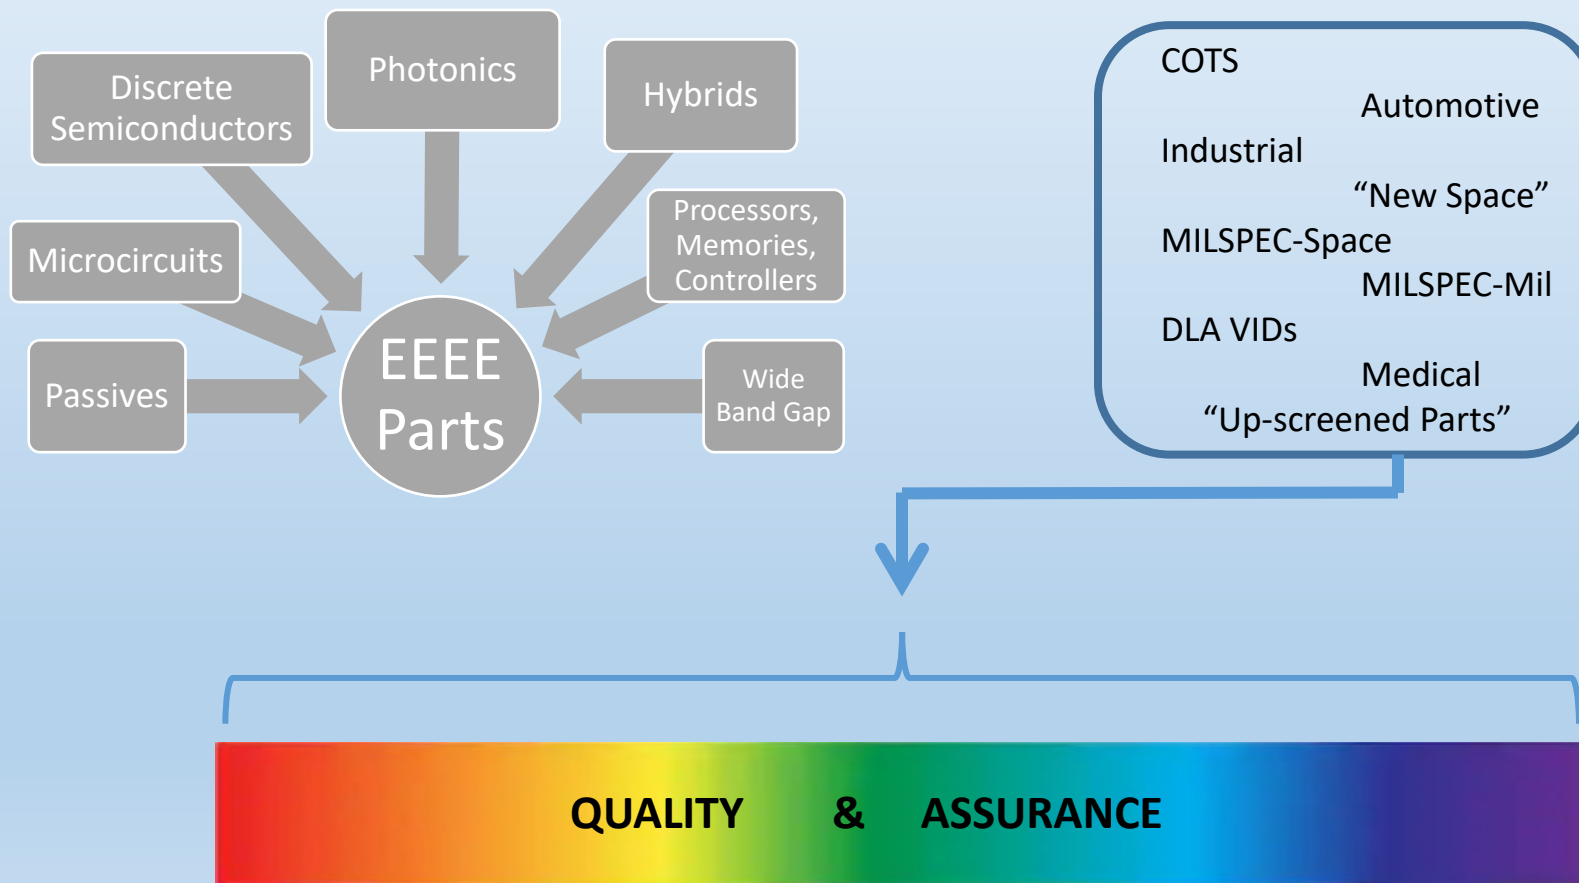 Photonics
Discrete
Semiconductors
Hybrids
Processors,
Memories,
Controllers
Microcircuits
Passives
EEEE
Parts
Wide
Band Gap
COTS
Automotive
Industrial
“New Space”
MILSPEC-Space
MILSPEC-Mil
DLA VIDs
Medical
“Up-screened Parts”
QUALITY & ASSURANCE